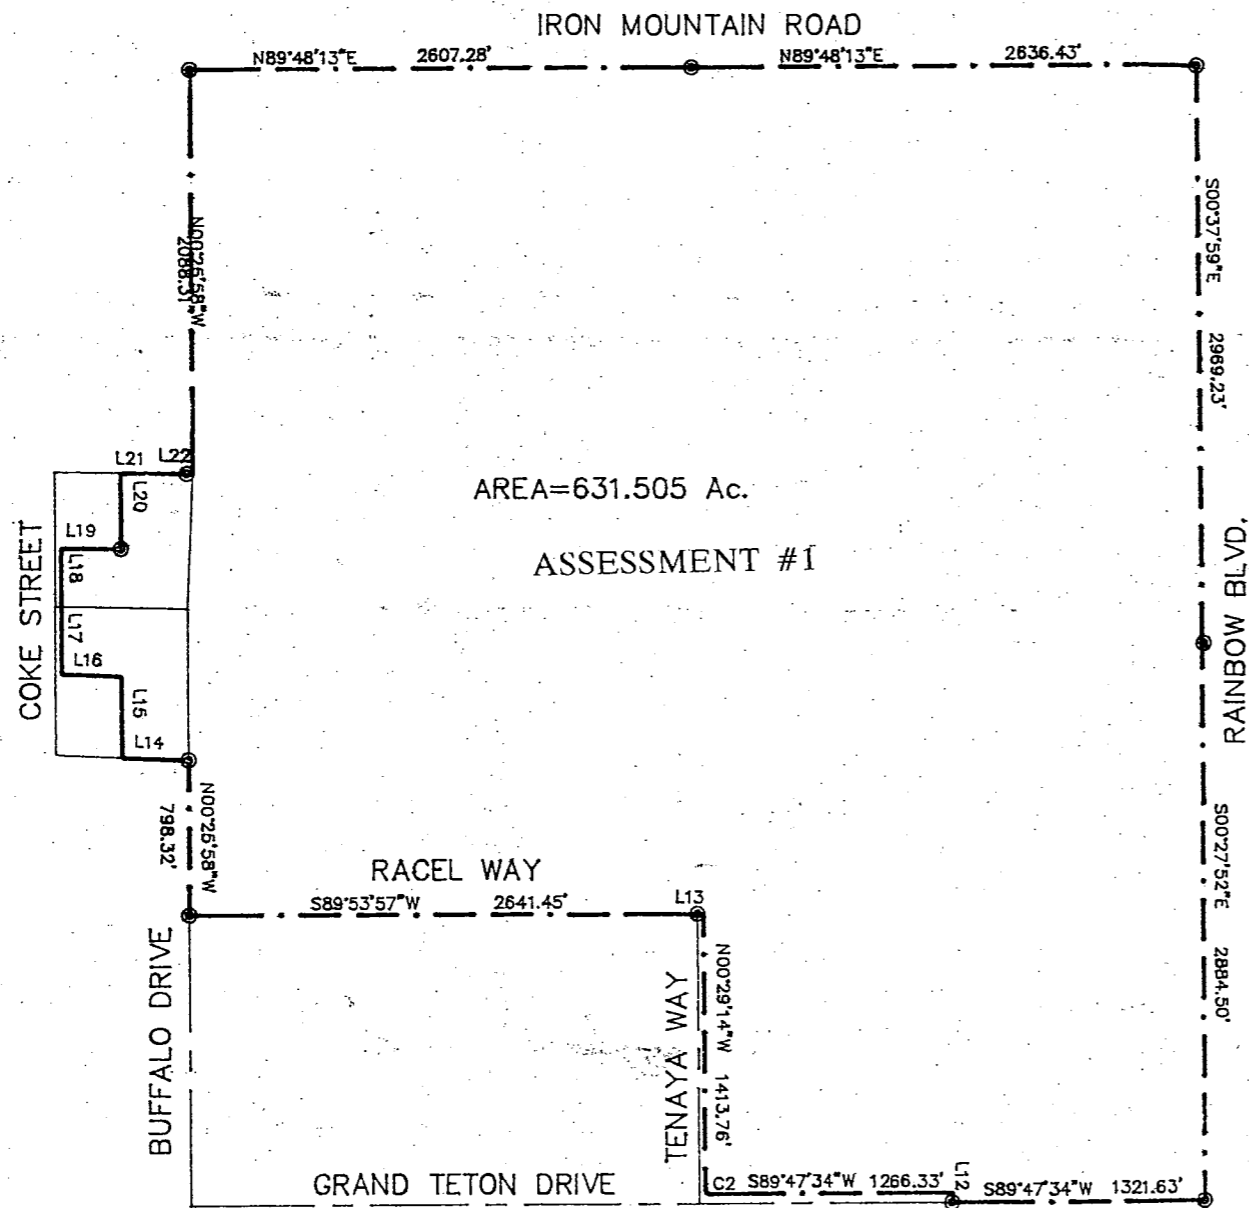 IRON MOUNTAIN ROAD
N89°48'13"E 2607.28'
N89°48'13"E 2636.43'
S00°37'59"E 2969.23'
N00°26'58"W
2088.31'
L21 L22
L20
AREA=631.505 Ac.
L19
L18
ASSESSMENT #1
COKE STREET
RAINBOW BLVD.
L17
L16
L15
L14
N00°26'58"W
798.32'
RACEL WAY
S89°53'57"W 2641.45'
L13
S00°27'52"E 2884.50'
BUFFALO DRIVE
TENAYA WAY
N00°29'14"W 1413.76'
GRAND TETON DRIVE
C2 S89°47'34"W 1266.33'
L12
S89°47'34"W 1321.63'